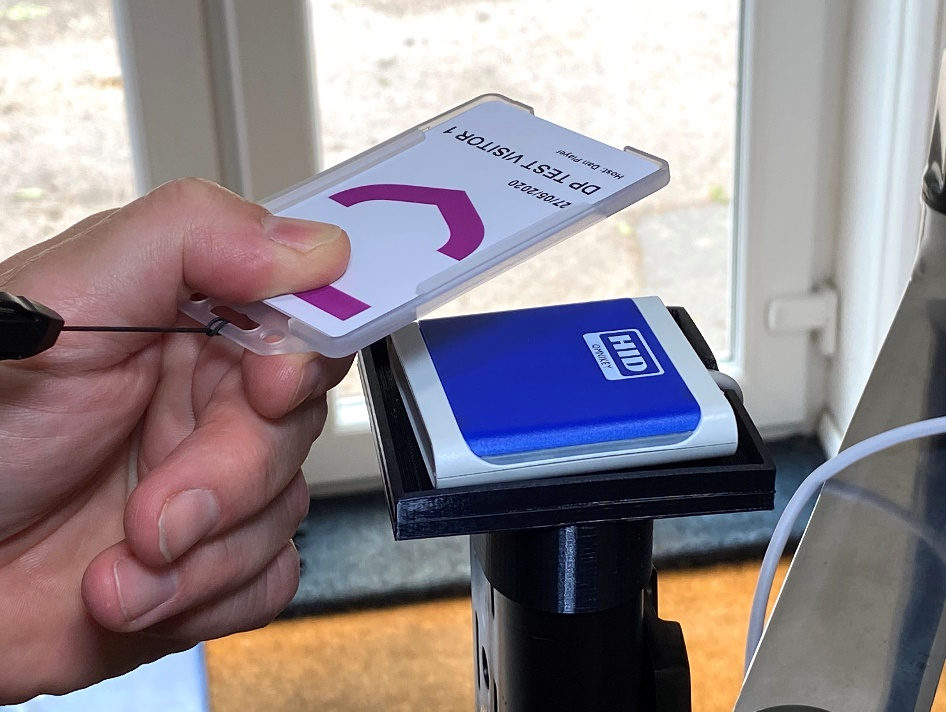 DP TEST VISITOR 1
Host: Dan Player
27/05/2020
HID
OMNIKEY